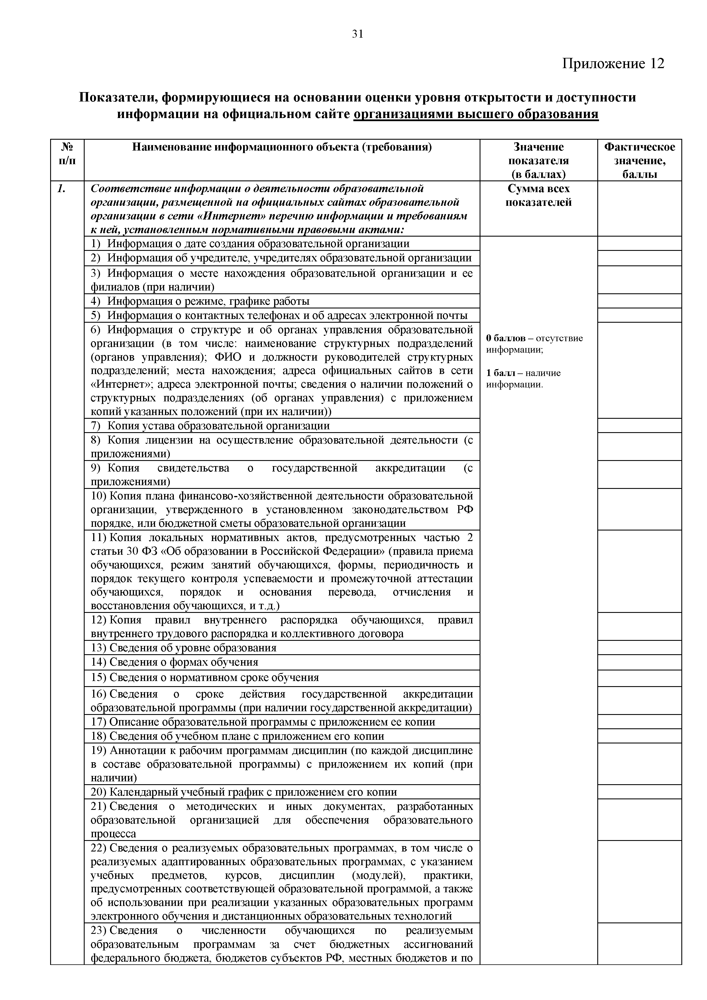 31
Приложение 12
Показатели, формирующиеся на основании оценки уровня открытости и доступности
информации на официальном сайте организациями высшего образования
№
п/п
Наименование информационного объекта (требования)
Значение
показателя
(в баллах)
Фактическое
значение,
баллы
1.
Соответствие информации о деятельности образовательной
организации, размещенной на официальных сайтах образовательной
организации в сети «Интернет» перечню информации и требованиям
к ней, установленным нормативными правовыми актами:
Сумма всех
показателей
1) Информация о дате создания образовательной организации
2) Информация об учредителе, учредителях образовательной организации
3) Информация о месте нахождения образовательной организации и ее
филиалов (при наличии)
4) Информация о режиме, графике работы
5) Информация о контактных телефонах и об адресах электронной почты
6) Информация о структуре и об органах управления образовательной
организации (в том числе: наименование структурных подразделений
(органов управления); ФИО и должности руководителей структурных
подразделений; места нахождения; адреса официальных сайтов в сети
«Интернет»; адреса электронной почты; сведения о наличии положений о
структурных подразделениях (об органах управления) с приложением
копий указанных положений (при их наличии))
0 баллов – отсутствие
информации;
1 балл – наличие
информации.
7) Копия устава образовательной организации
8) Копия лицензии на осуществление образовательной деятельности (с
приложениями)
9) Копия свидетельства о государственной аккредитации (с
приложениями)
10) Копия плана финансово-хозяйственной деятельности образовательной
организации, утвержденного в установленном законодательством РФ
порядке, или бюджетной сметы образовательной организации
11) Копия локальных нормативных актов, предусмотренных частью 2
статьи 30 ФЗ «Об образовании в Российской Федерации» (правила приема
обучающихся, режим занятий обучающихся, формы, периодичность и
порядок текущего контроля успеваемости и промежуточной аттестации
обучающихся, порядок и основания перевода, отчисления и
восстановления обучающихся, и т.д.)
12) Копия правил внутреннего распорядка обучающихся, правил
внутреннего трудового распорядка и коллективного договора
13) Сведения об уровне образования
14) Сведения о формах обучения
15) Сведения о нормативном сроке обучения
16) Сведения о сроке действия государственной аккредитации
образовательной программы (при наличии государственной аккредитации)
17) Описание образовательной программы с приложением ее копии
18) Сведения об учебном плане с приложением его копии
19) Аннотации к рабочим программам дисциплин (по каждой дисциплине
в составе образовательной программы) с приложением их копий (при
наличии)
20) Календарный учебный график с приложением его копии
21) Сведения о методических и иных документах, разработанных
образовательной организацией для обеспечения образовательного
процесса
22) Сведения о реализуемых образовательных программах, в том числе о
реализуемых адаптированных образовательных программах, с указанием
учебных предметов, курсов, дисциплин (модулей), практики,
предусмотренных соответствующей образовательной программой, а также
об использовании при реализации указанных образовательных программ
электронного обучения и дистанционных образовательных технологий
23) Сведения о численности обучающихся по реализуемым
образовательным программам за счет бюджетных ассигнований
федерального бюджета, бюджетов субъектов РФ, местных бюджетов и по